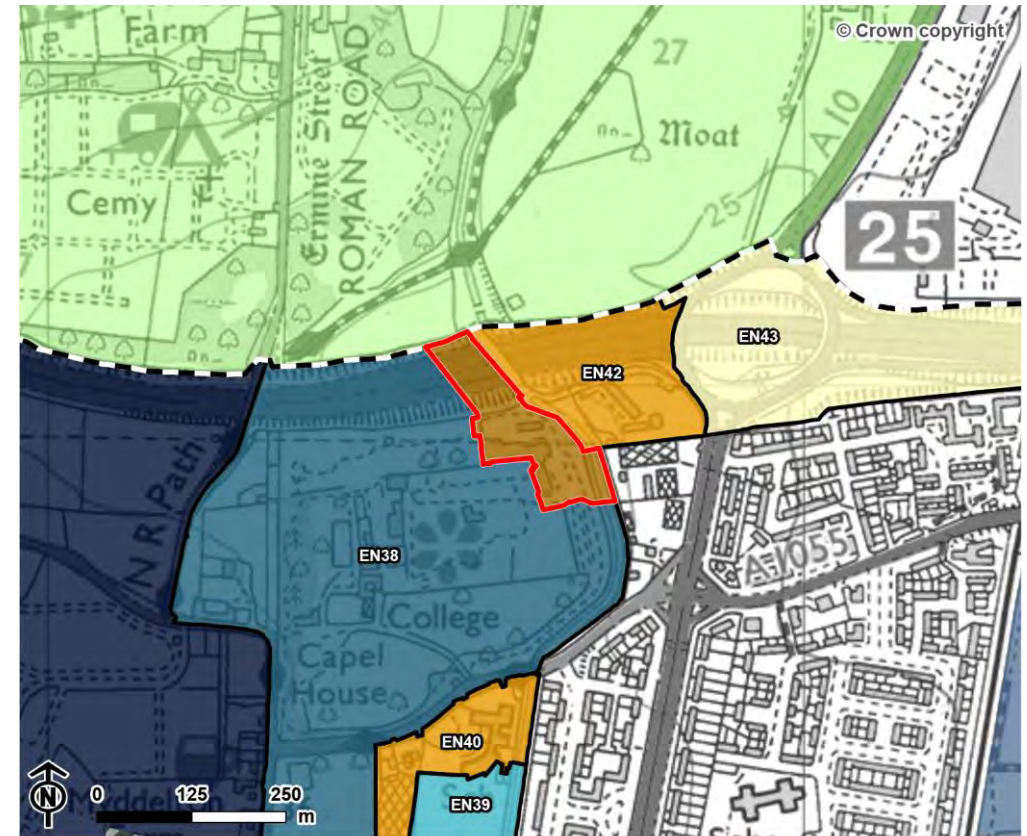 © Crown copyright
Farm
27
Ermine Street
ROMAN ROAD
Moat
A10
Cemy
25
25
EN43
EN42
N R Path
EN38
A1055
College
Capel
House
EN40
EN39
N
0 125 250
m